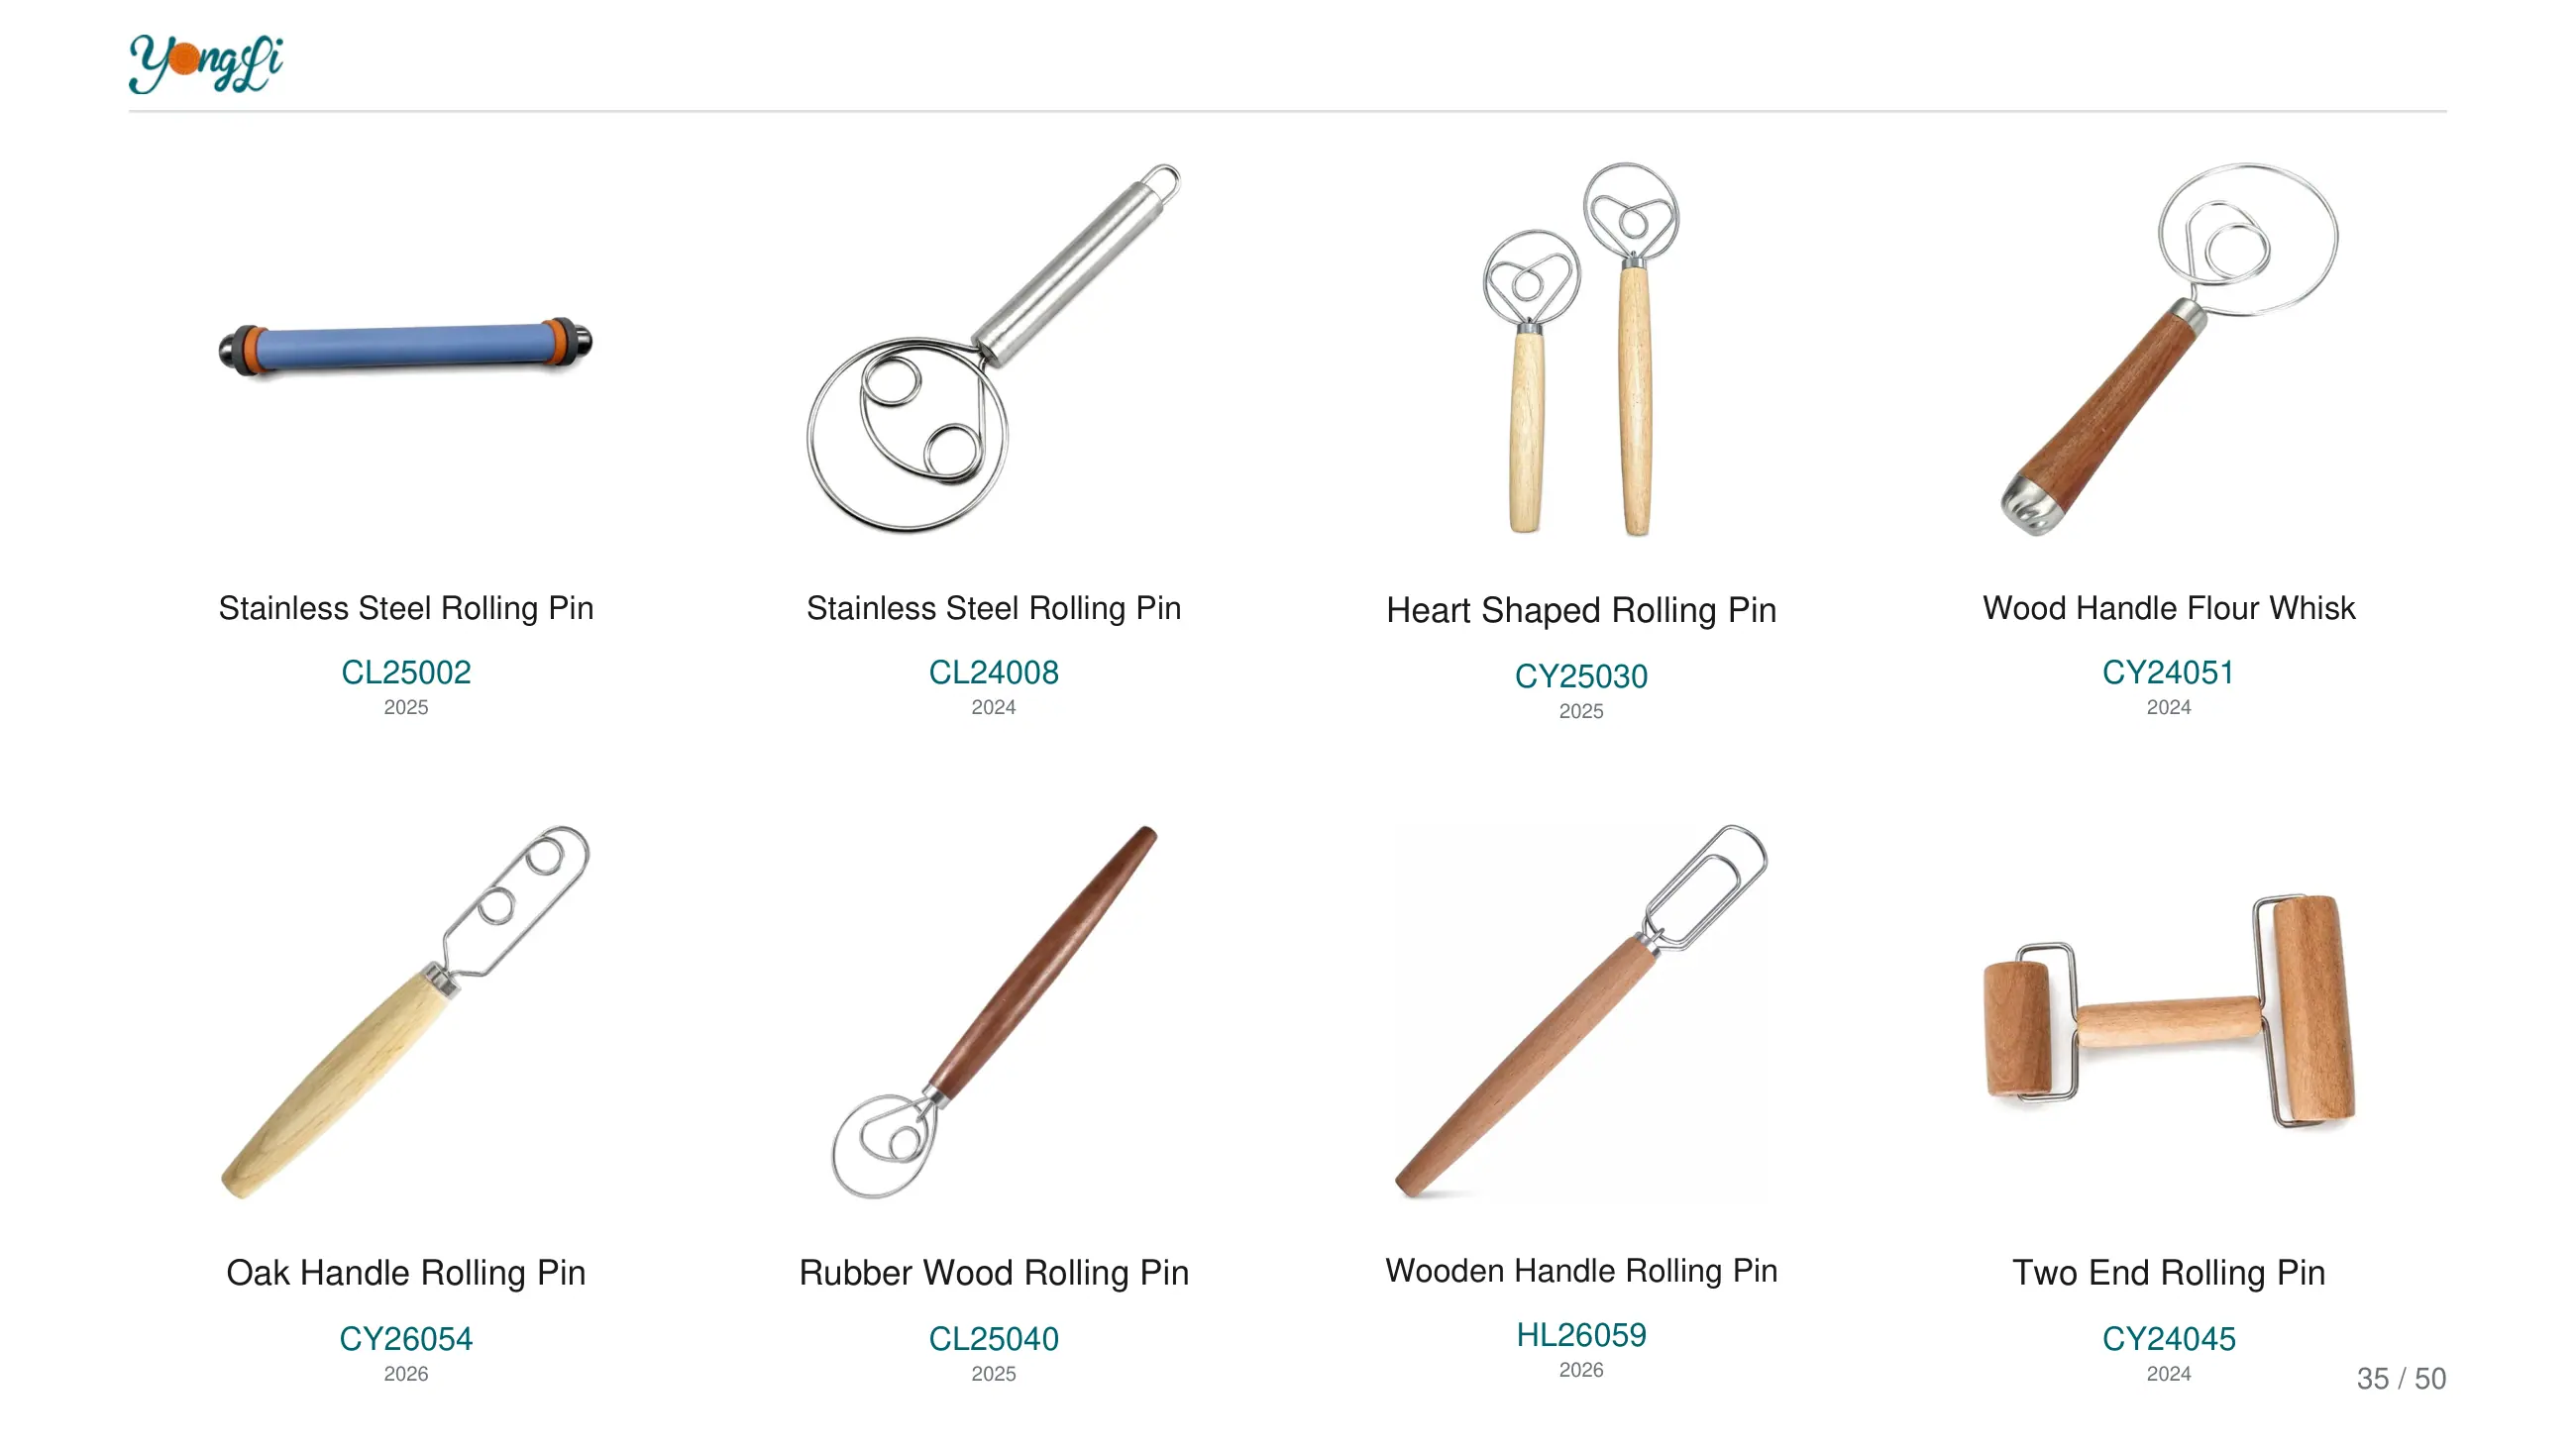 YongLi
Stainless Steel Rolling Pin
CL25002
2025
Stainless Steel Rolling Pin
CL24008
2024
Heart Shaped Rolling Pin
CY25030
2025
Wood Handle Flour Whisk
CY24051
2024
Oak Handle Rolling Pin
CY26054
2026
Rubber Wood Rolling Pin
CL25040
2025
Wooden Handle Rolling Pin
HL26059
2026
Two End Rolling Pin
CY24045
2024
35 / 50